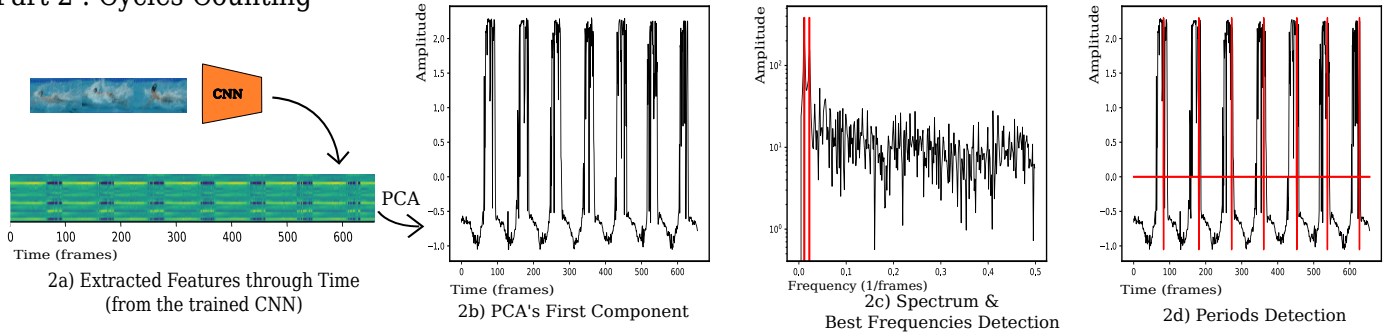 Part 2 : Cycles Counting
CNN
PCA
0 100 200 300 400 500 600
Time (frames)
2a) Extracted Features through Time
(from the trained CNN)
Amplitude
2.0
1.5
1.0
0.5
0.0
−0.5
−1.0
0 100 200 300 400 500 600
Time (frames)
2b) PCA's First Component
Amplitude
10²
10¹
10⁰
0,0 0,1 0,2 0,3 0,4 0,5
Frequency (1/frames)
2c) Spectrum &
Best Frequencies Detection
Amplitude
2.0
1.5
1.0
0.5
0.0
−0.5
−1.0
0 100 200 300 400 500 600
Time (frames)
2d) Periods Detection